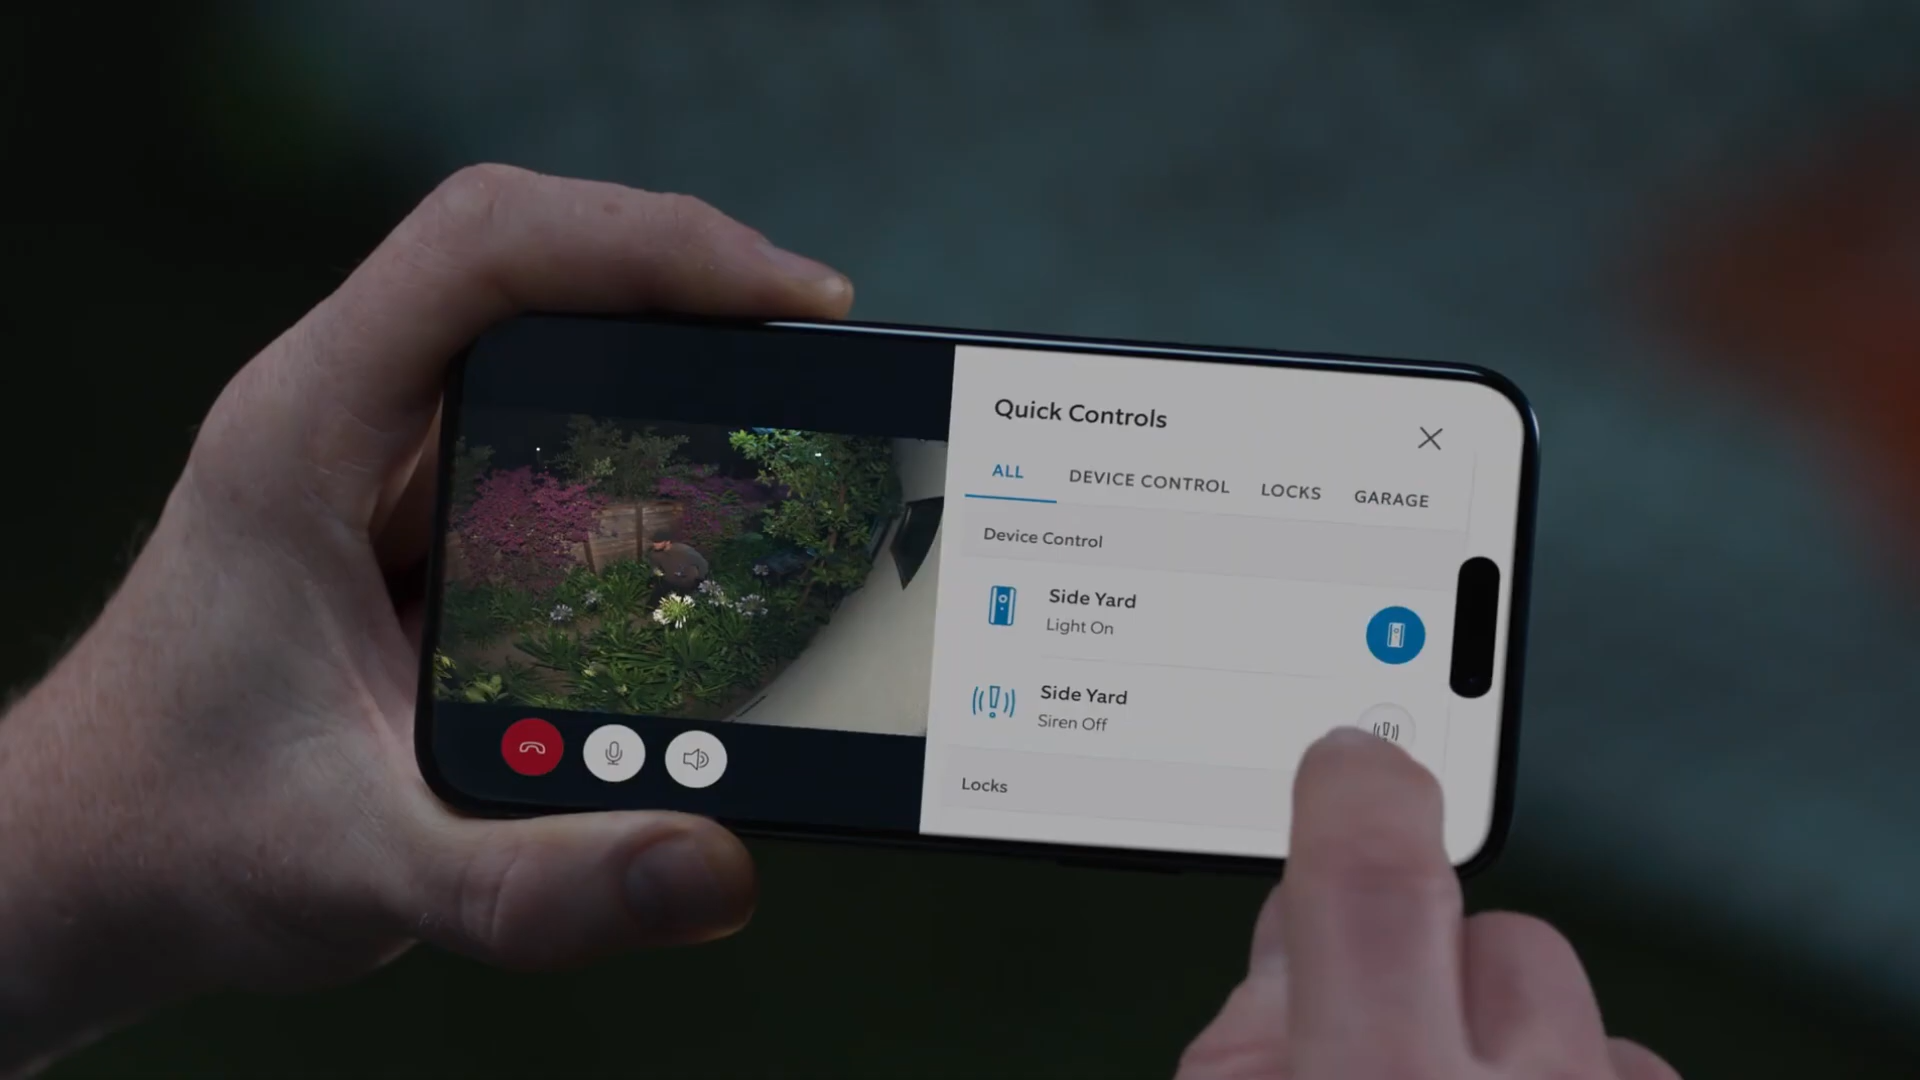 Quick Controls
ALL DEVICE CONTROL LOCKS GARAGE
Device Control
Side Yard
Light On
Side Yard
Siren Off
Locks